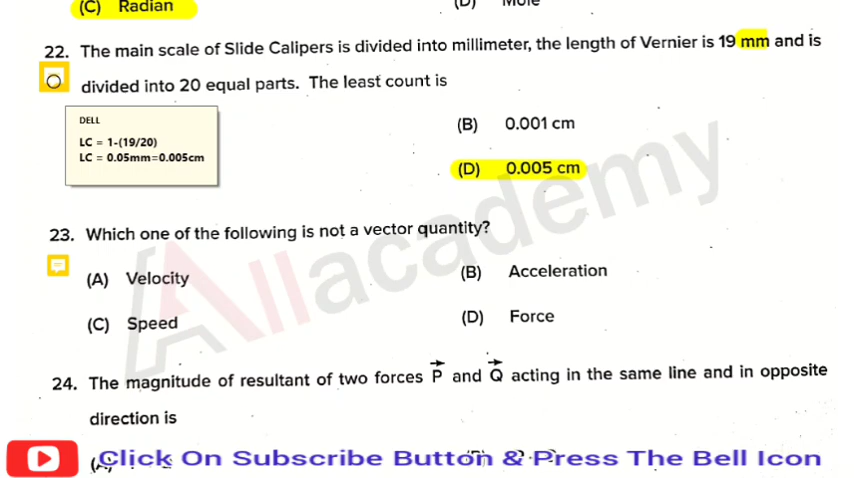 (C) Radian
22. The main scale of Slide Calipers is divided into millimeter, the length of Vernier is 19 mm and is
divided into 20 equal parts. The least count is
DELL
LC = 1-(19/20)
LC = 0.05mm=0.005cm
(B) 0.001 cm
(D) 0.005 cm
Allacademy
23. Which one of the following is not a vector quantity?
(A) Velocity
(B) Acceleration
(C) Speed
(D) Force
24. The magnitude of resultant of two forces P⃗ and Q⃗ acting in the same line and in opposite
direction is
Click On Subscribe Button & Press The Bell Icon